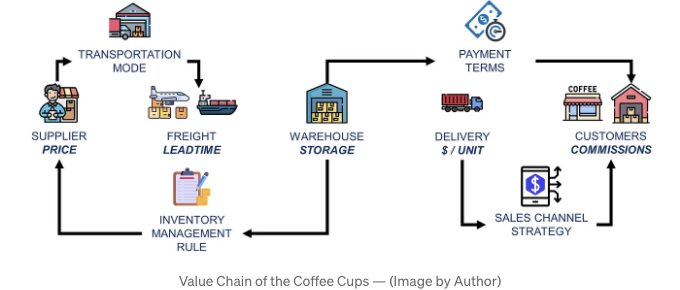 TRANSPORTATION
MODE
PAYMENT
TERMS
COFFEE
SUPPLIER
PRICE
FREIGHT
LEADTIME
WAREHOUSE
STORAGE
DELIVERY
$ / UNIT
CUSTOMERS
COMMISSIONS
$
INVENTORY
MANAGEMENT
RULE
SALES CHANNEL
STRATEGY
Value Chain of the Coffee Cups — (Image by Author)